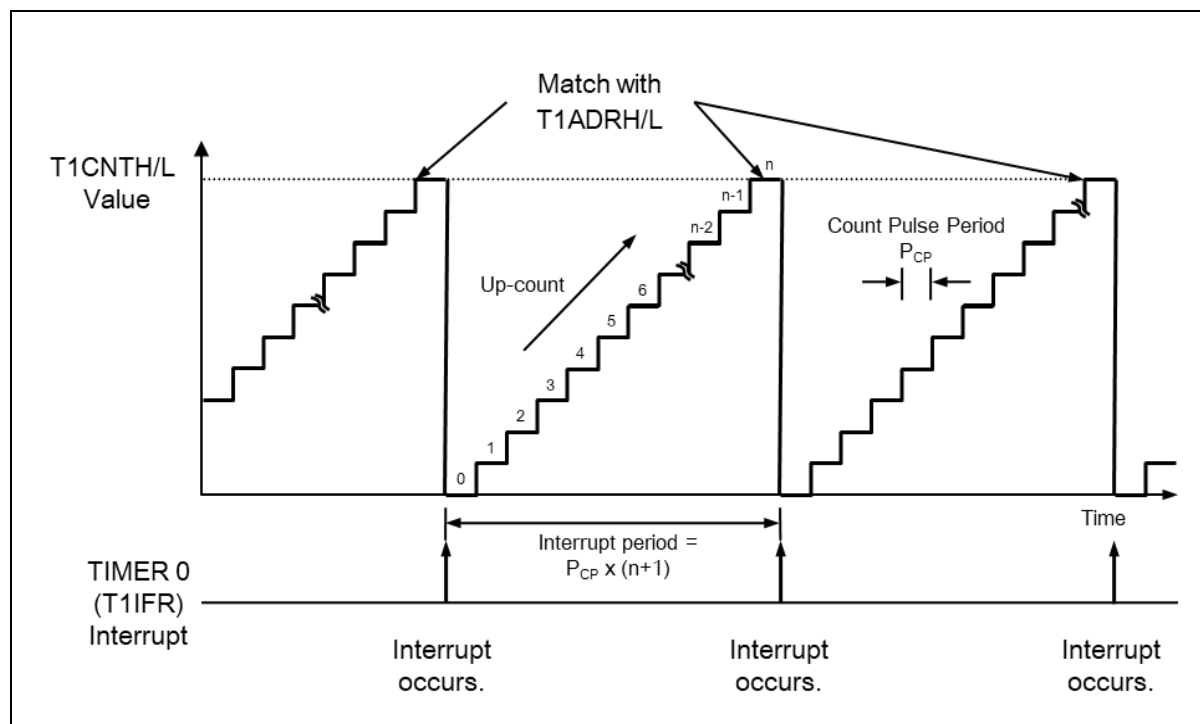 Match with
T1ADRH/L
T1CNTH/L
Value
n
n-1
n-2
Count Pulse Period
PCP
Up-count
6
5
4
3
2
1
0
Time
Interrupt period =
PCP x (n+1)
TIMER 0
(T1IFR)
Interrupt
Interrupt
occurs.
Interrupt
occurs.
Interrupt
occurs.